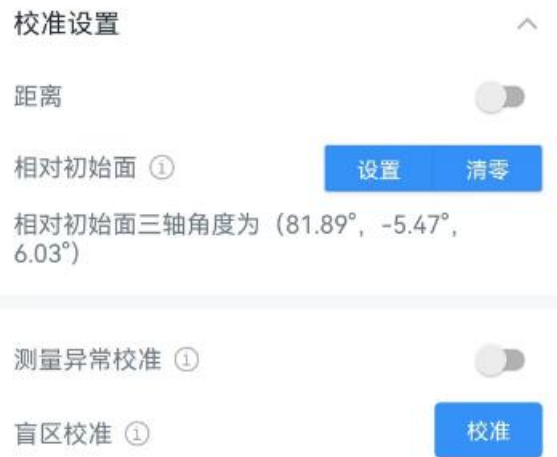 校准设置
距离
相对初始面
设置
清零
相对初始面三轴角度为（81.89°，-5.47°，
6.03°）
测量异常校准
盲区校准
校准